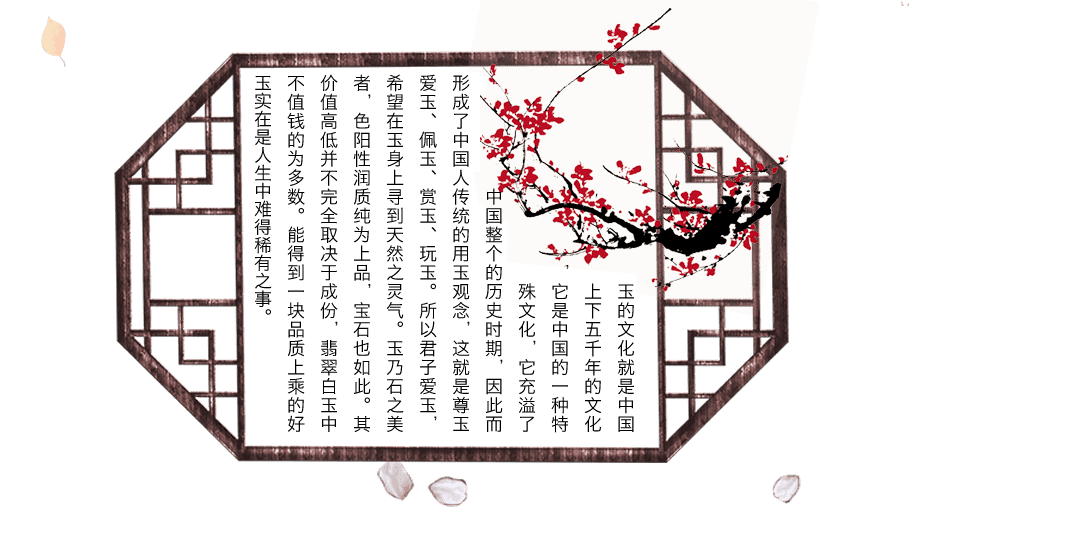 玉的文化就是中国
上下五千年的文化
，它是中国的一种特
殊文化，它充溢了
中国整个的历史时期，因此而
形成了中国人传统的用玉观念，这就是尊玉
爱玉、佩玉、赏玉、玩玉。所以君子爱玉，
希望在玉身上寻到天然之灵气。玉乃石之美
者，色阳性润质纯为上品，宝石也如此。其
价值高低并不完全取决于成份，翡翠白玉中
不值钱的为多数。能得到一块品质上乘的好
玉实在是人生中难得稀有之事。